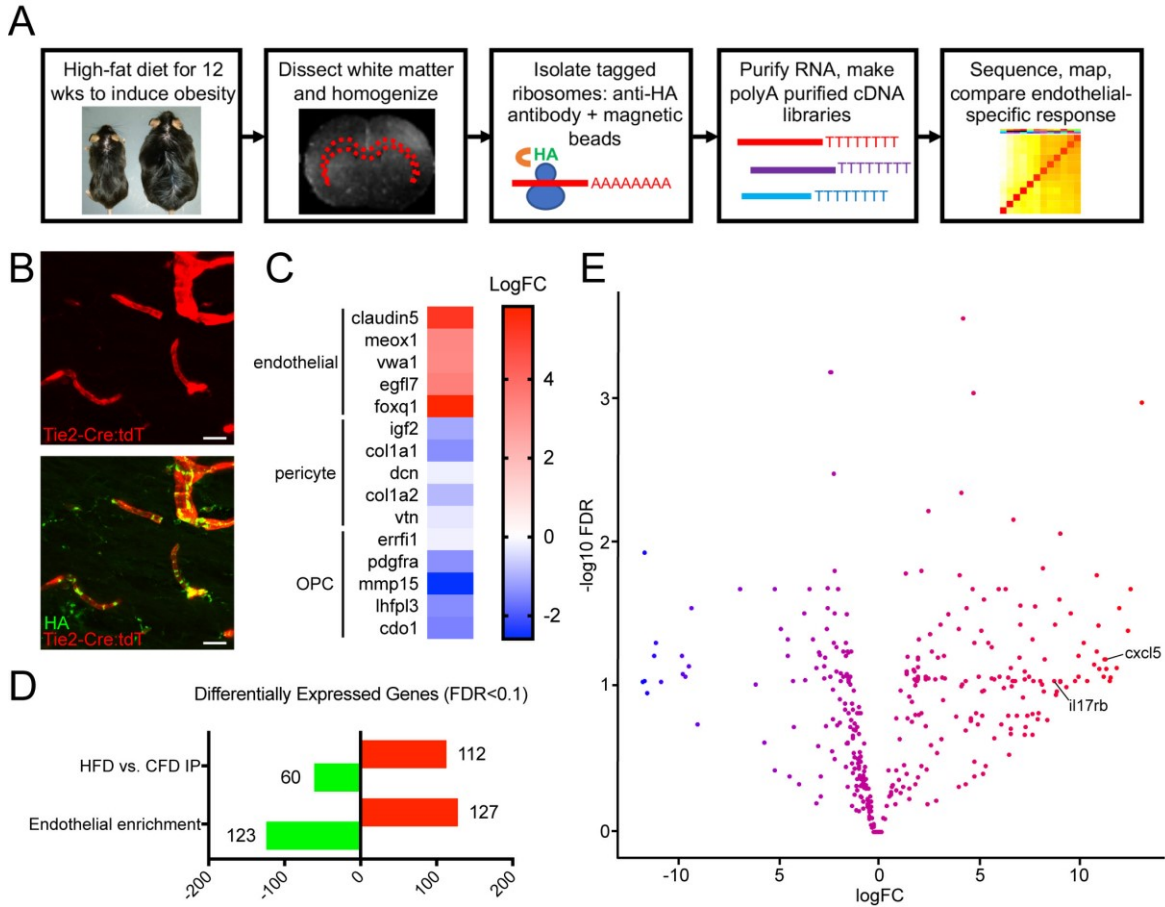 A
High-fat diet for 12
wks to induce obesity
Dissect white matter
and homogenize
Isolate tagged
ribosomes: anti-HA
antibody + magnetic
beads
HA
AAAAAAAA
Purify RNA, make
polyA purified cDNA
libraries
TTTTTTTT
TTTTTTTT
TTTTTTTT
Sequence, map,
compare endothelial-
specific response
B
Tie2-Cre:tdT
HA
Tie2-Cre:tdT
C
LogFC
endothelial
claudin5
meox1
vwa1
egfl7
foxq1
pericyte
igf2
col1a1
dcn
col1a2
vtn
OPC
errfi1
pdgfra
mmp15
lhfpl3
cdo1
4
2
0
-2
D
Differentially Expressed Genes (FDR<0.1)
HFD vs. CFD IP
112
60
Endothelial enrichment
127
123
-200
-100
0
100
200
E
-log10 FDR
3
2
1
0
cxcl5
il17rb
-10
-5
0
5
10
logFC